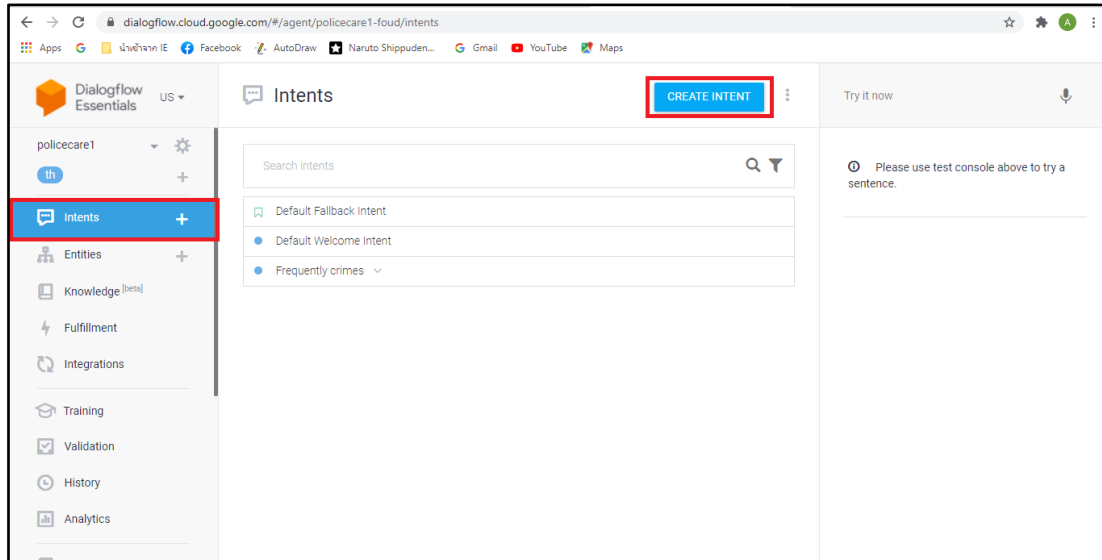 dialogflow.cloud.google.com/#/agent/policecare1-foud/intents
A
Apps นำเข้าจาก IE Facebook AutoDraw Naruto Shippuden... Gmail YouTube Maps
Dialogflow
Essentials
US
policecare1
th
Intents
Entities
Knowledge [beta]
Fulfillment
Integrations
Training
Validation
History
Analytics
Intents
CREATE INTENT
Search intents
Default Fallback Intent
Default Welcome Intent
Frequently crimes
Try it now
Please use test console above to try a
sentence.